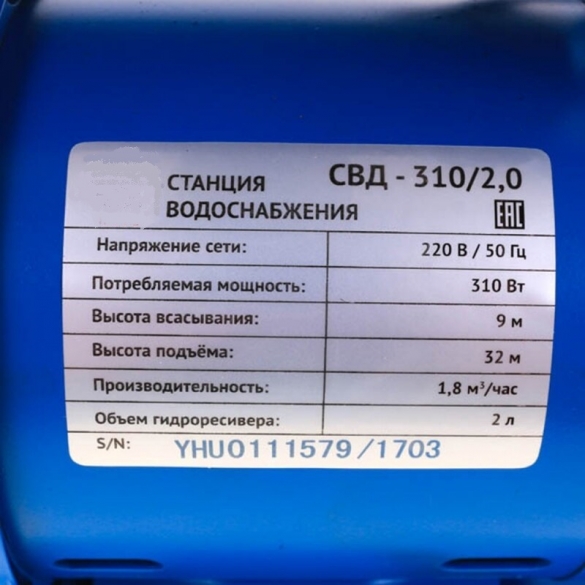 СТАНЦИЯ СВД - 310/2,0
ВОДОСНАБЖЕНИЯ EAC
Напряжение сети: 220 В / 50 Гц
Потребляемая мощность: 310 Вт
Высота всасывания: 9 м
Высота подъёма: 32 м
Производительность: 1,8 м³/час
Объем гидроресивера: 2 л
S/N: YHU0111579/1703